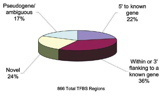 Pseudogene/
ambiguous
17%
5' to known
gene
22%
Novel
24%
Within or 3'
flanking to a
known gene
36%
666 Total TFBS Regions